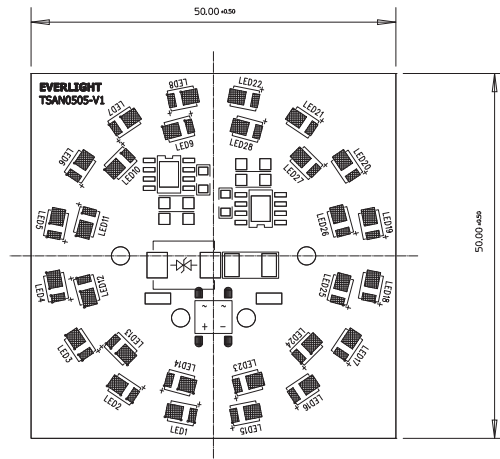 50.00 ±0.50
EVERLIGHT
TSAN0505-V1
LED8
LED22
LED7
LED21
LED9
LED28
LED6
LED10
LED27
LED20
LED5
LED11
LED26
LED19
50.00 ±0.50
LED4
LED12
LED25
LED18
~ ~
+ −
LED3
LED13
LED24
LED17
LED14
LED23
LED2
LED16
LED1
LED15